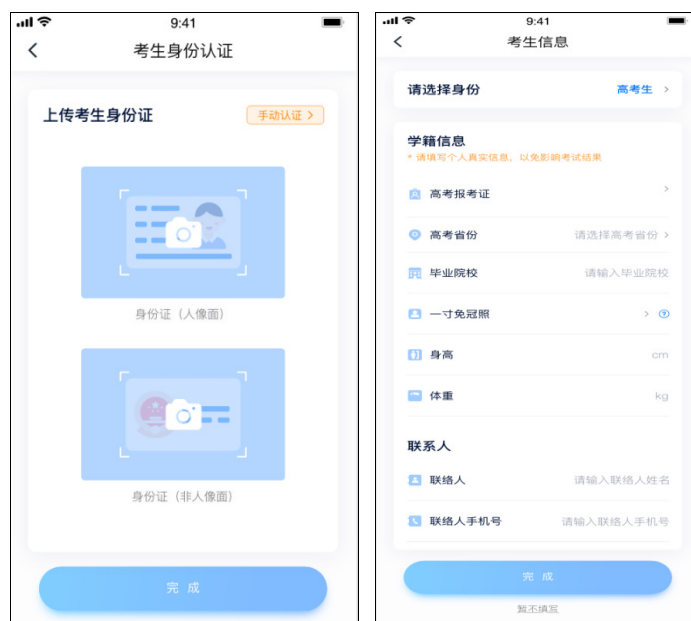 9:41
考生身份认证
上传考生身份证
手动认证 >
身份证（人像面）
身份证（非人像面）
完 成
9:41
考生信息
请选择身份 高考生 >
学籍信息
* 请填写个人真实信息，以免影响考试结果
高考报考证 >
高考省份 请选择高考省份 >
毕业院校 请输入毕业院校
一寸免冠照 > ?
身高 cm
体重 kg
联系人
联络人 请输入联络人姓名
联络人手机号 请输入联络人手机号
完 成
暂不填写